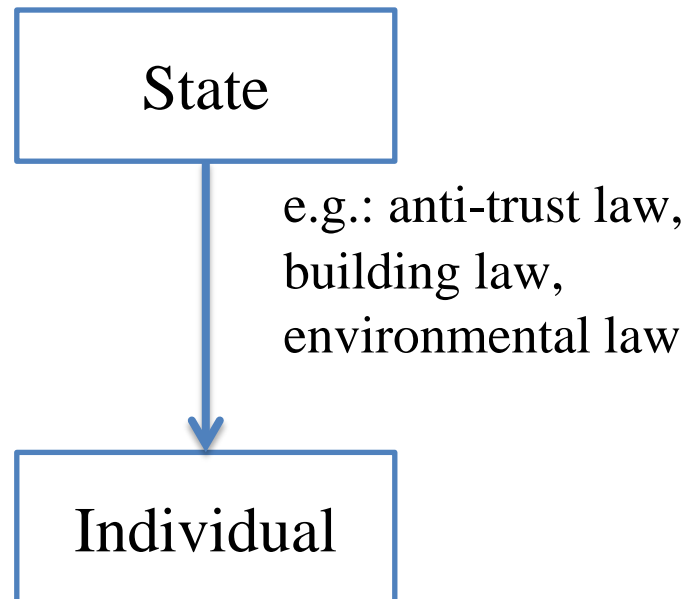 State
e.g.: anti-trust law,
building law,
environmental law
Individual